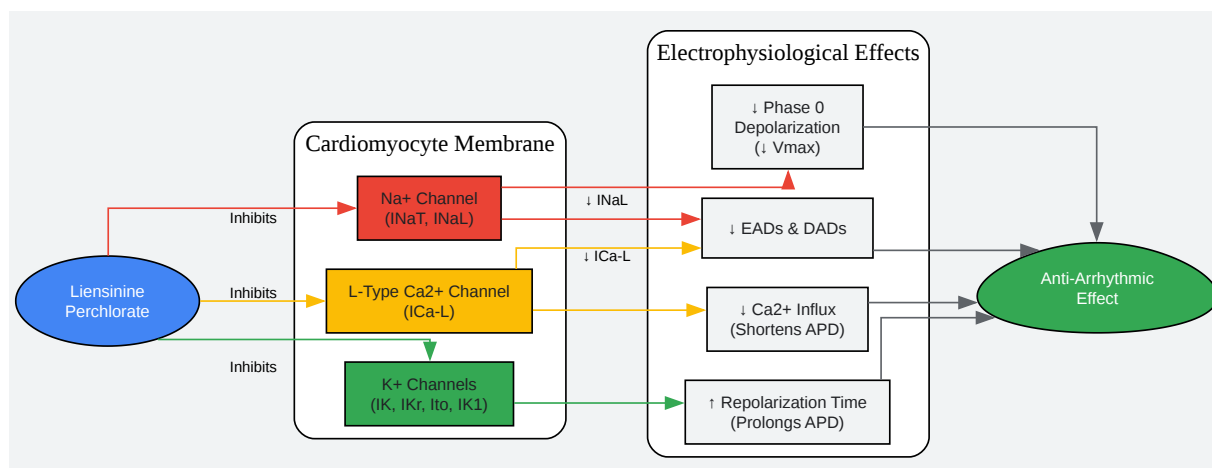 Electrophysiological Effects
↓ Phase 0
Depolarization
(↓ Vmax)
Cardiomyocyte Membrane
Na+ Channel
(INaT, INaL)
↓ INaL
Inhibits
↓ EADs & DADs
↓ ICa-L
Liensinine
Perchlorate
Inhibits
L-Type Ca2+ Channel
(ICa-L)
↓ Ca2+ Influx
(Shortens APD)
Anti-Arrhythmic
Effect
Inhibits
K+ Channels
(IK, IKr, Ito, IK1)
↑ Repolarization Time
(Prolongs APD)